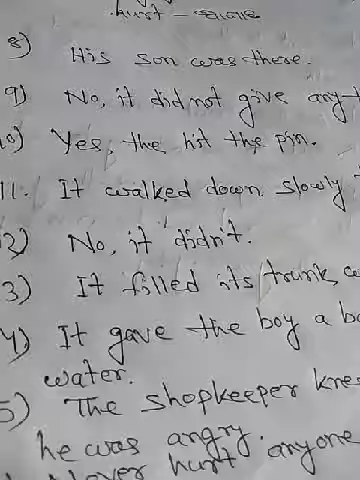 hurt –
8) His son was there.
9) No, it did not give any
10) Yes, the hit the pin.
11. It walked down slowly
12) No, it didn't.
3) It filled its trunk
4) It gave the boy a
water.
5) The shopkeeper
he was angry.
hurt anyone